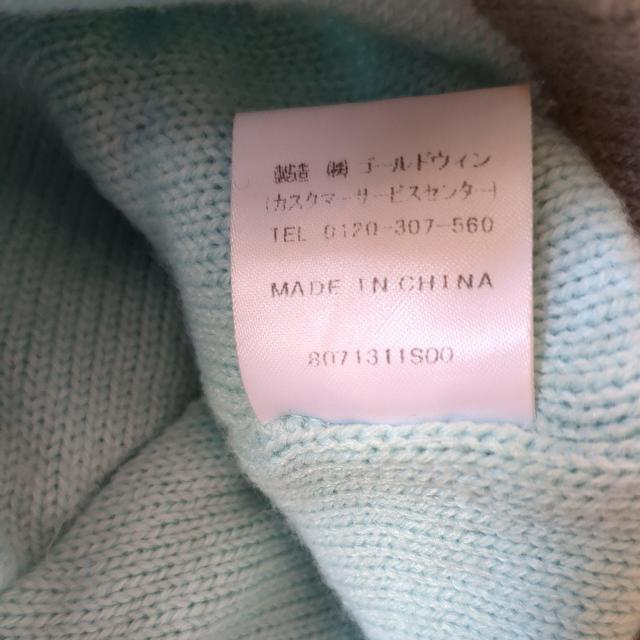 製造 ㈱ ゴールドウィン
(カスタマーサービスセンター)
TEL 0120-307-560
MADE IN CHINA
8071311S00